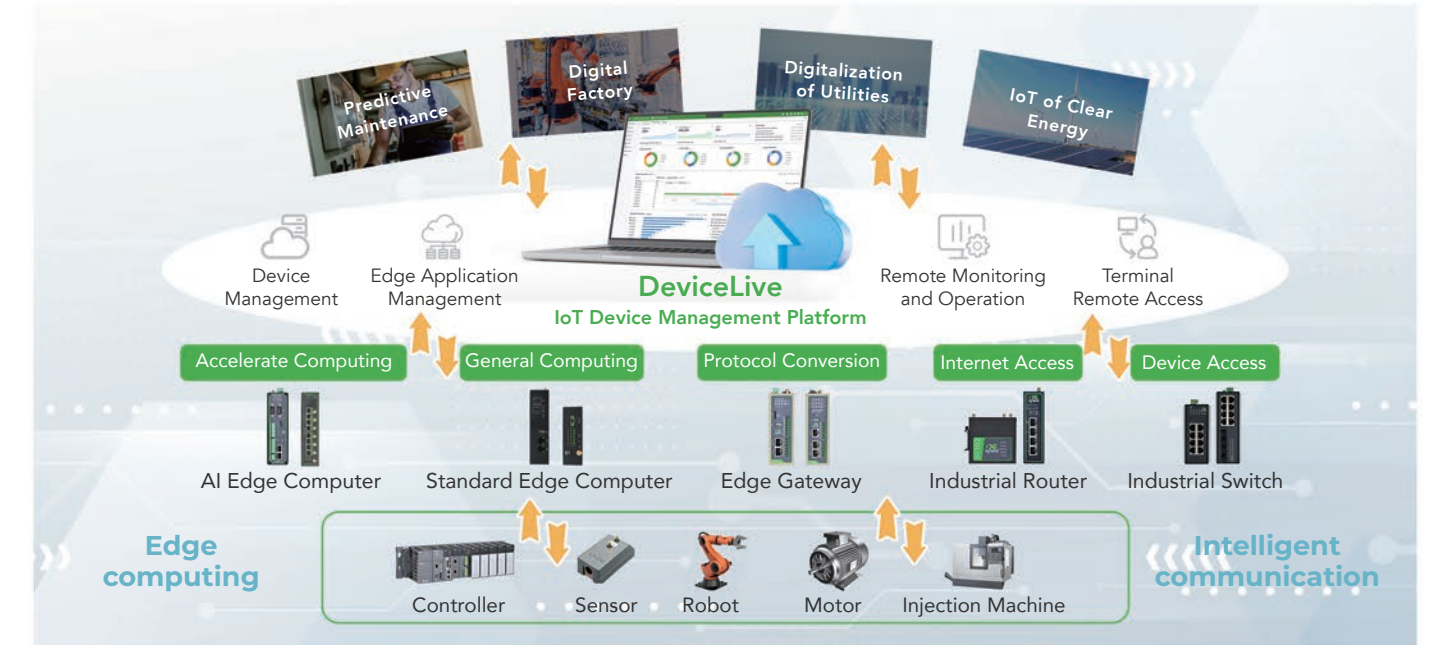 Predictive
Maintenance
Digital
Factory
Digitalization
of Utilities
IoT of Clear
Energy
Device
Management
Edge Application
Management
DeviceLive
IoT Device Management Platform
Remote Monitoring
and Operation
Terminal
Remote Access
Accelerate Computing
General Computing
Protocol Conversion
Internet Access
Device Access
AI Edge Computer
Standard Edge Computer
Edge Gateway
Industrial Router
Industrial Switch
Edge
computing
Intelligent
communication
Controller
Sensor
Robot
Motor
Injection Machine